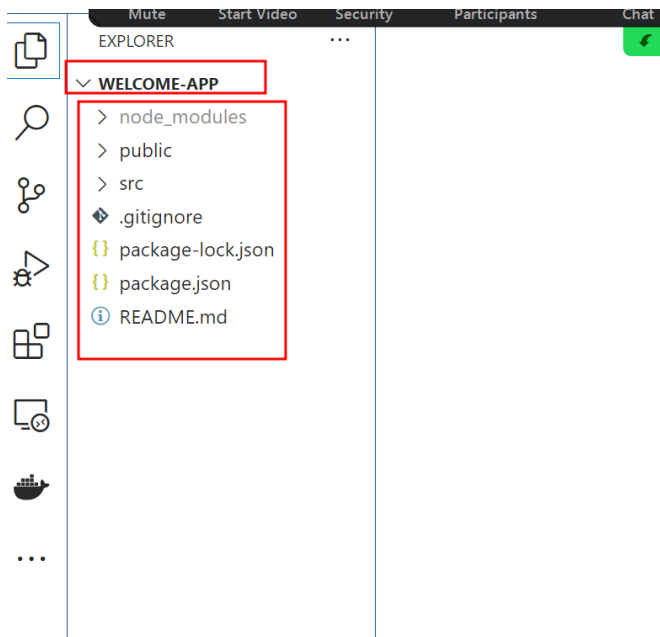 Mute Start Video Security Participants Chat
EXPLORER
WELCOME-APP
node_modules
public
src
.gitignore
package-lock.json
package.json
README.md